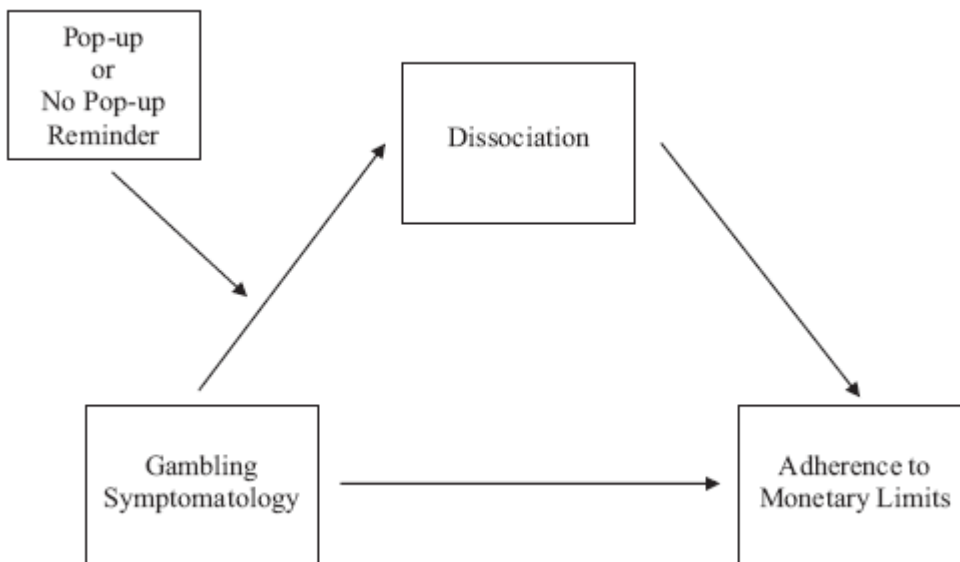 Pop-up
or
No Pop-up
Reminder
Dissociation
Gambling
Symptomatology
Adherence to
Monetary Limits